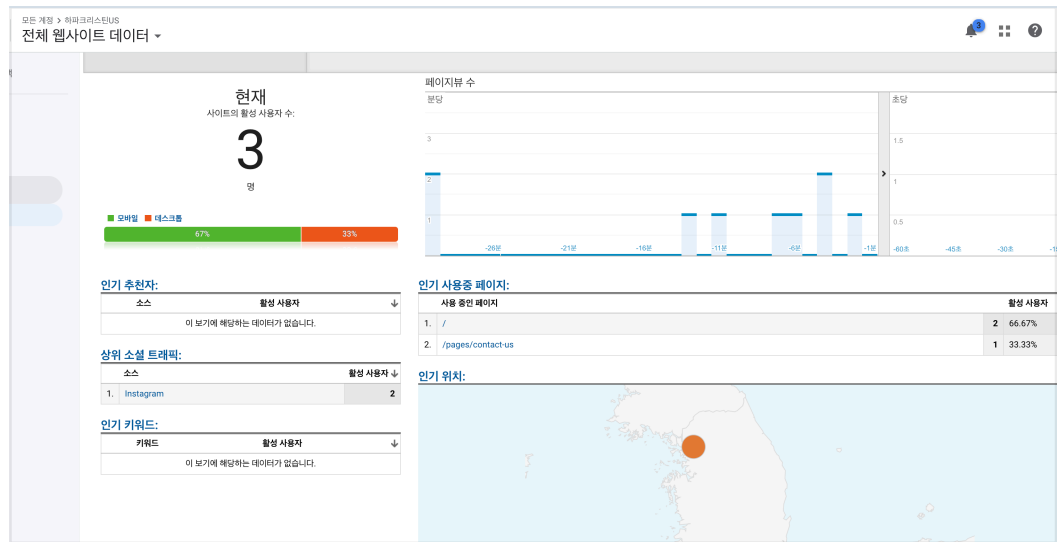 모든 계정 > 하파크리스틴US
전체 웹사이트 데이터
3
현재
사이트의 활성 사용자 수:
3
명
모바일 데스크톱
67% 33%
페이지뷰 수
분당
3
2
1
-26분 -21분 -16분 -11분 -6분 -1분
초당
1.5
1
0.5
-60초 -45초 -30초
인기 추천자:
소스 활성 사용자
이 보기에 해당하는 데이터가 없습니다.
상위 소셜 트래픽:
소스 활성 사용자
1. Instagram 2
인기 키워드:
키워드 활성 사용자
이 보기에 해당하는 데이터가 없습니다.
인기 사용중 페이지:
사용 중인 페이지 활성 사용자
1. / 2 66.67%
2. /pages/contact-us 1 33.33%
인기 위치: